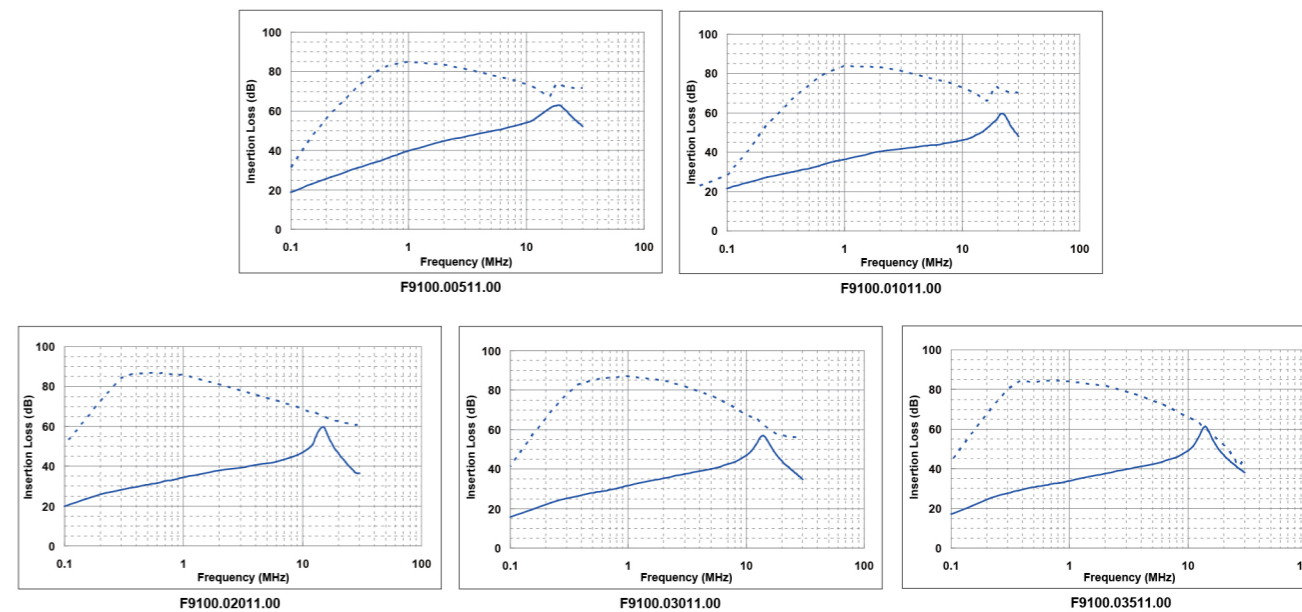 100
80
60
40
20
0
Insertion Loss (dB)
0.1 1 10 100
Frequency (MHz)
F9100.00511.00
100
80
60
40
20
0
Insertion Loss (dB)
0.1 1 10 100
Frequency (MHz)
F9100.01011.00
100
80
60
40
20
0
Insertion Loss (dB)
0.1 1 10 100
Frequency (MHz)
F9100.02011.00
100
80
60
40
20
0
Insertion Loss (dB)
0.1 1 10 100
Frequency (MHz)
F9100.03011.00
100
80
60
40
20
0
Insertion Loss (dB)
0.1 1 10
Frequency (MHz)
F9100.03511.00